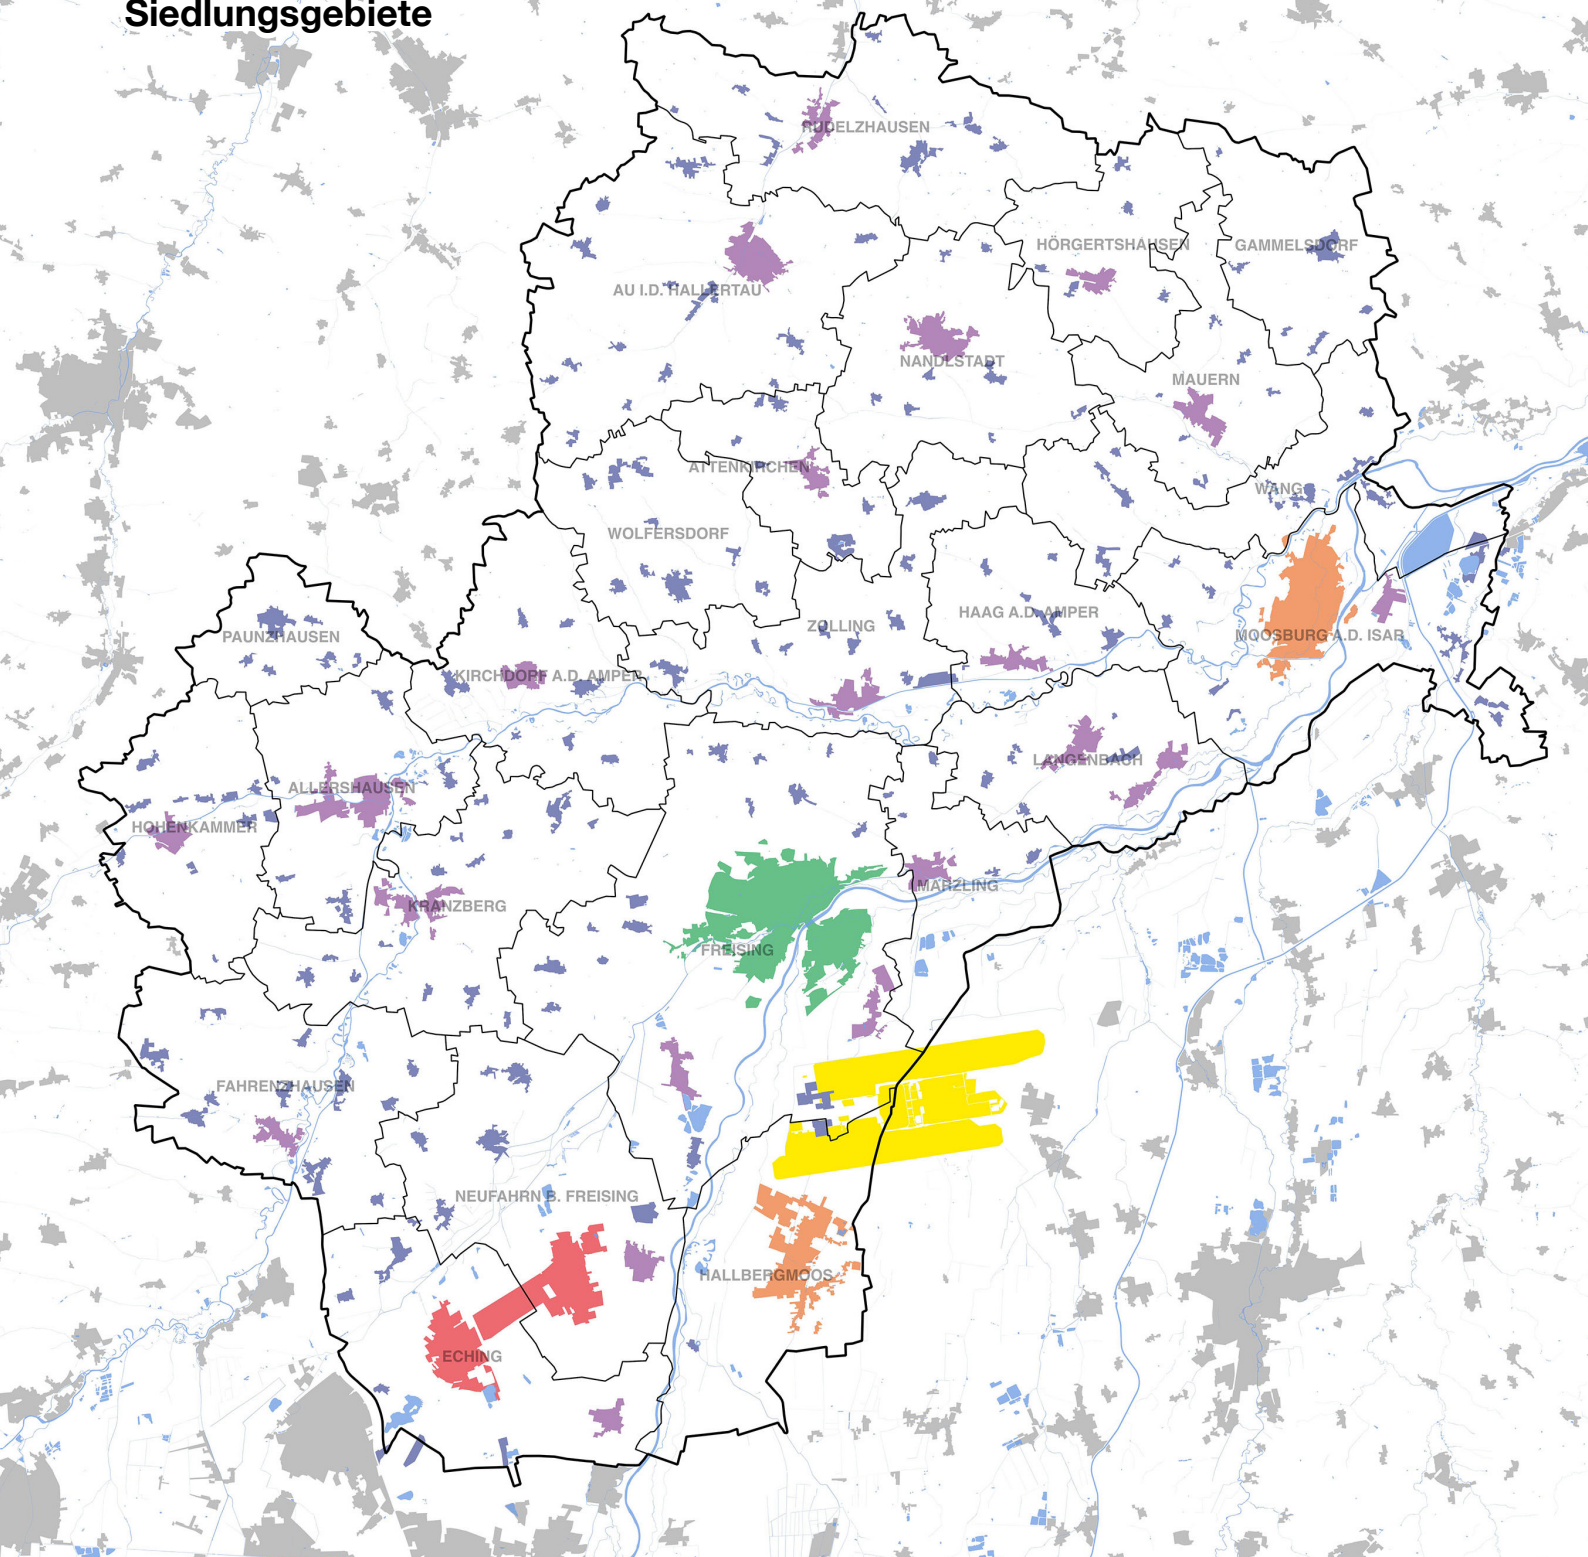 Siedlungsgebiete
RUDELZHAUSEN
HÖRGERTSHAUSEN
GAMMELSDORF
AU I.D. HALLERTAU
NANDLSTADT
MAUERN
ATTENKIRCHEN
WANG
WOLFERSDORF
HAAG A.D. AMPER
ZOLLING
MOOSBURG A.D. ISAR
PAUNZHAUSEN
KIRCHDORF A.D. AMPER
LANGENBACH
ALLERSHAUSEN
HOHENKAMMER
MARZLING
KRANZBERG
FREISING
FAHRENZHAUSEN
NEUFAHRN B. FREISING
HALLBERGMOOS
ECHING